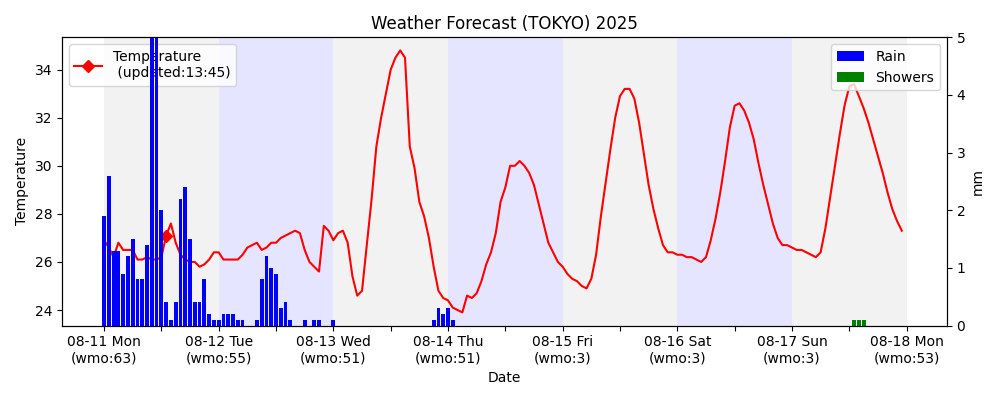 Weather Forecast (TOKYO) 2025
Temperature
(updated:13:45)
Rain
Showers
34
32
30
28
26
24
Temperature
5
4
3
2
1
0
mm
08-11 Mon
(wmo:63)
08-12 Tue
(wmo:55)
08-13 Wed
(wmo:51)
08-14 Thu
(wmo:51)
08-15 Fri
(wmo:3)
08-16 Sat
(wmo:3)
08-17 Sun
(wmo:3)
08-18 Mon
(wmo:53)
Date